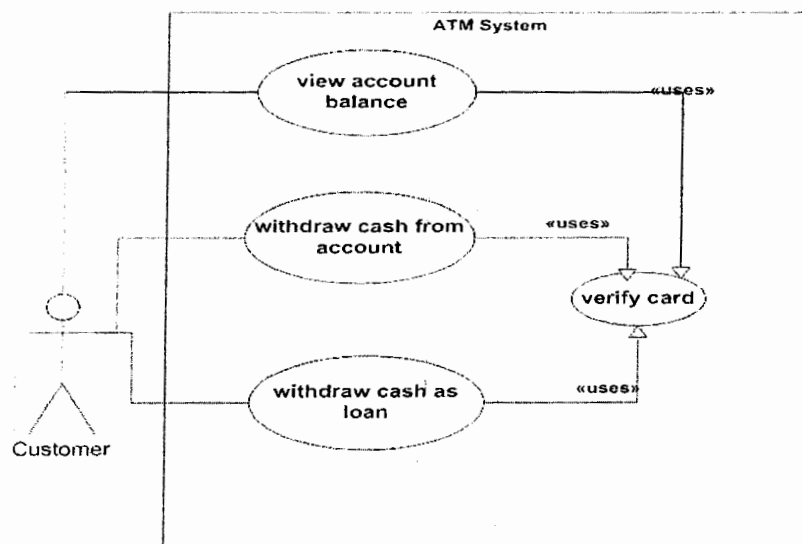 ATM System
view account
balance
«uses»
withdraw cash from
account
«uses»
verify card
withdraw cash as
loan
«uses»
Customer